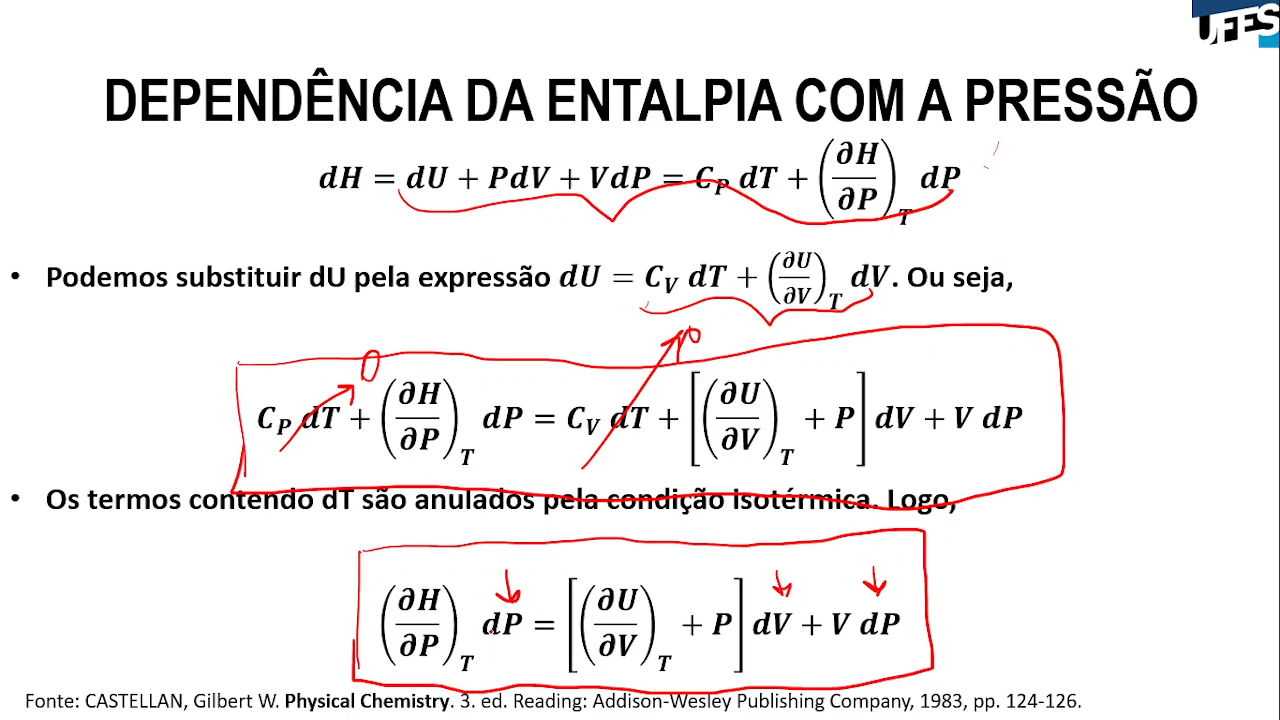 UFES
DEPENDÊNCIA DA ENTALPIA COM A PRESSÃO
dH = dU + PdV + VdP = C_P dT + (∂H/∂P)_T dP
• Podemos substituir dU pela expressão dU = C_V dT + (∂U/∂V)_T dV. Ou seja,
0
C_P dT + (∂H/∂P)_T dP = C_V dT + [(∂U/∂V)_T + P] dV + V dP
• Os termos contendo dT são anulados pela condição isotérmica. Logo,
(∂H/∂P)_T dP = [(∂U/∂V)_T + P] dV + V dP
Fonte: CASTELLAN, Gilbert W. Physical Chemistry. 3. ed. Reading: Addison-Wesley Publishing Company, 1983, pp. 124-126.